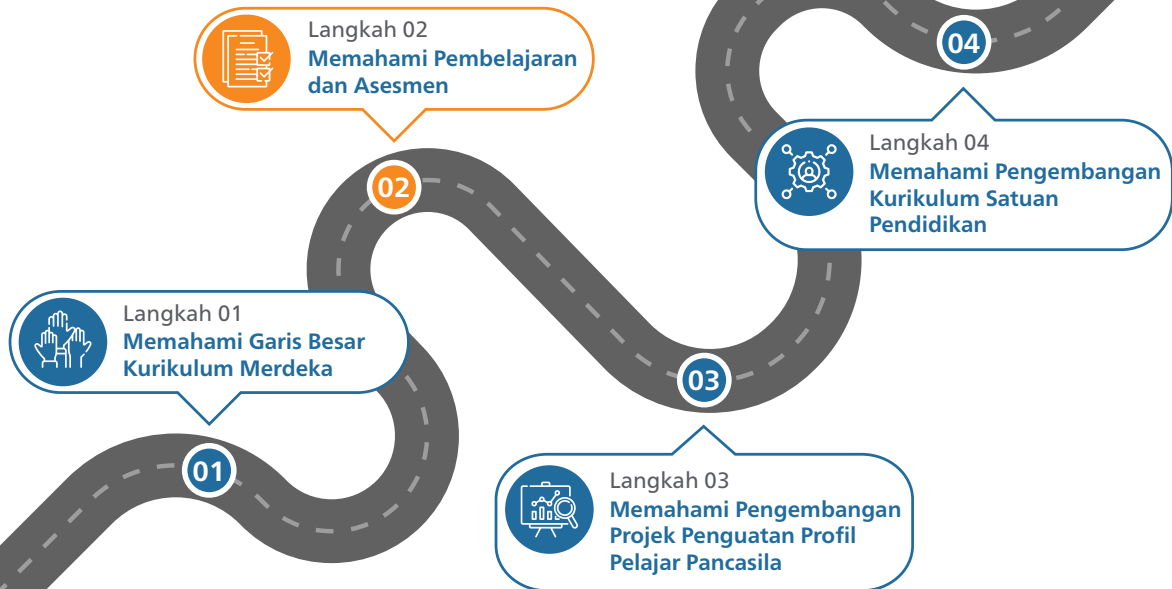 Langkah 01
Memahami Garis Besar
Kurikulum Merdeka
01
Langkah 02
Memahami Pembelajaran
dan Asesmen
02
Langkah 03
Memahami Pengembangan
Projek Penguatan Profil
Pelajar Pancasila
03
Langkah 04
Memahami Pengembangan
Kurikulum Satuan
Pendidikan
04